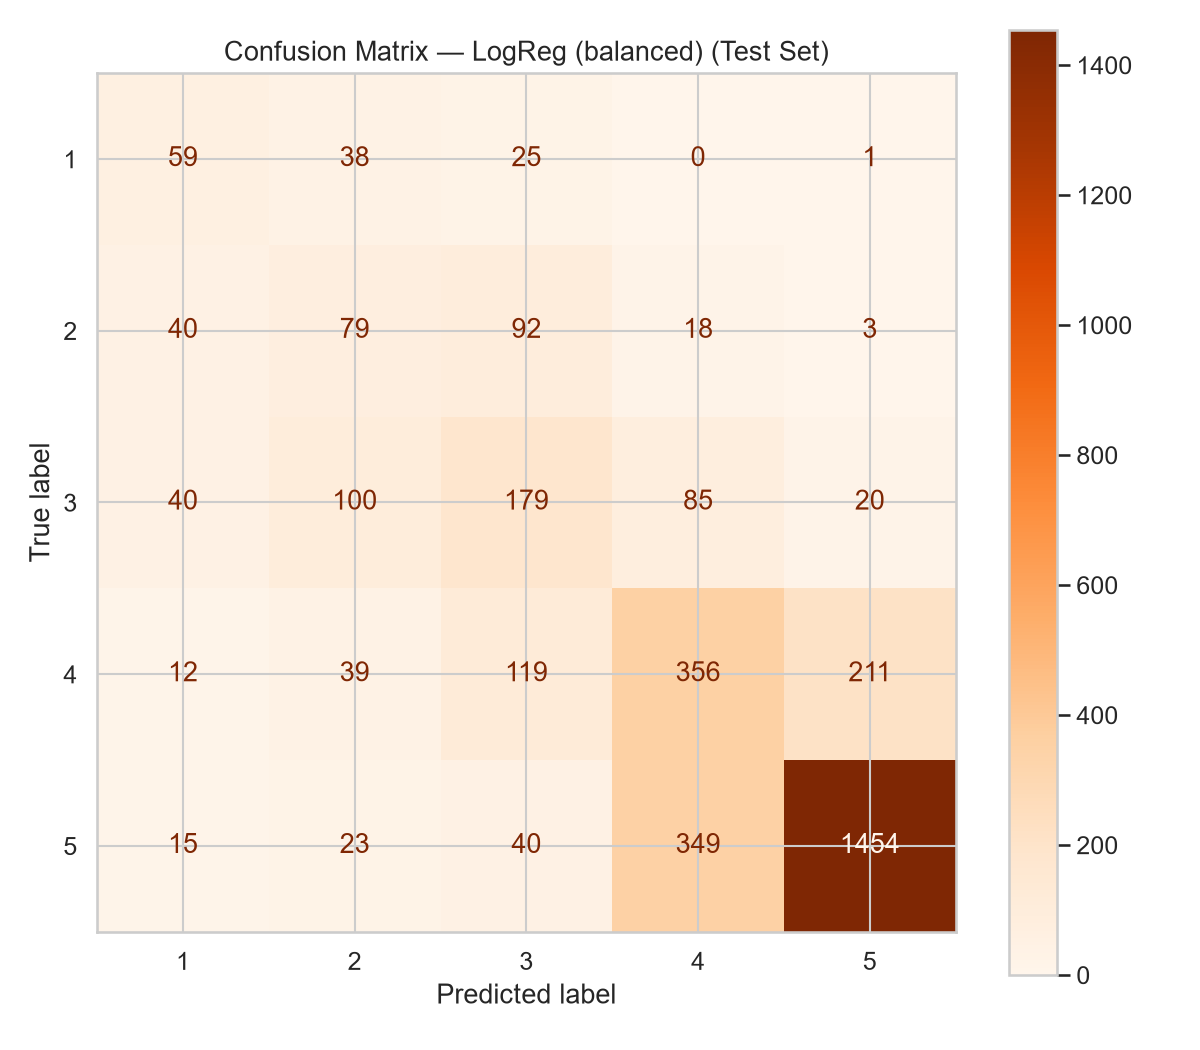 Confusion Matrix — LogReg (balanced) (Test Set)
True label
1 59 38 25 0 1
2 40 79 92 18 3
3 40 100 179 85 20
4 12 39 119 356 211
5 15 23 40 349 1454
1 2 3 4 5
Predicted label
1400
1200
1000
800
600
400
200
0